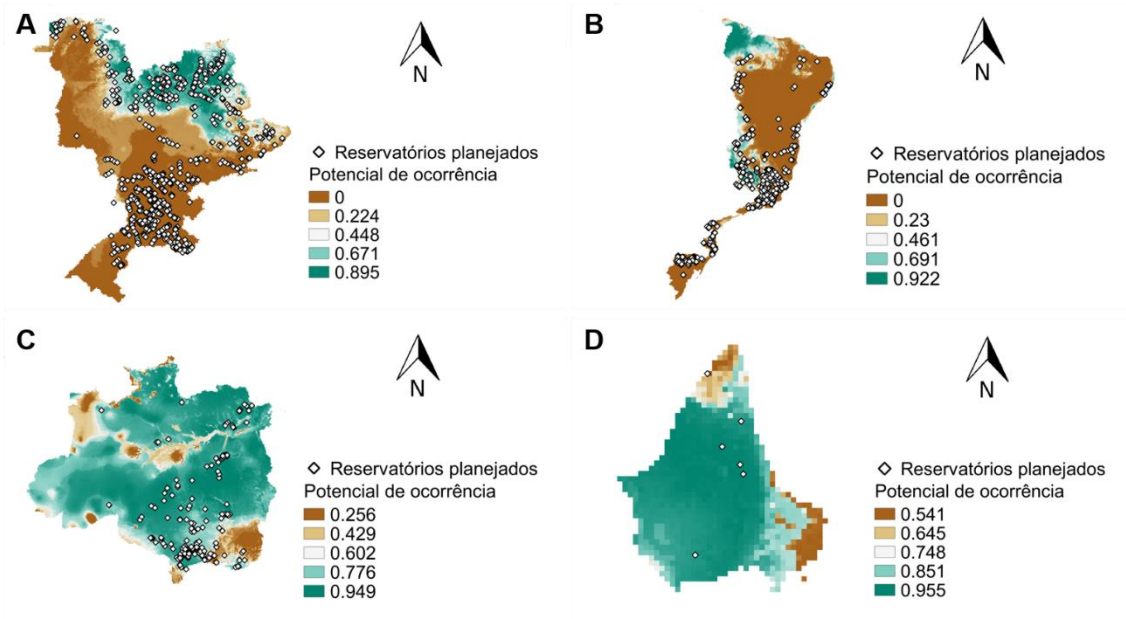 A
N
Reservatórios planejados
Potencial de ocorrência
0
0.224
0.448
0.671
0.895
B
N
Reservatórios planejados
Potencial de ocorrência
0
0.23
0.461
0.691
0.922
C
N
Reservatórios planejados
Potencial de ocorrência
0.256
0.429
0.602
0.776
0.949
D
N
Reservatórios planejados
Potencial de ocorrência
0.541
0.645
0.748
0.851
0.955